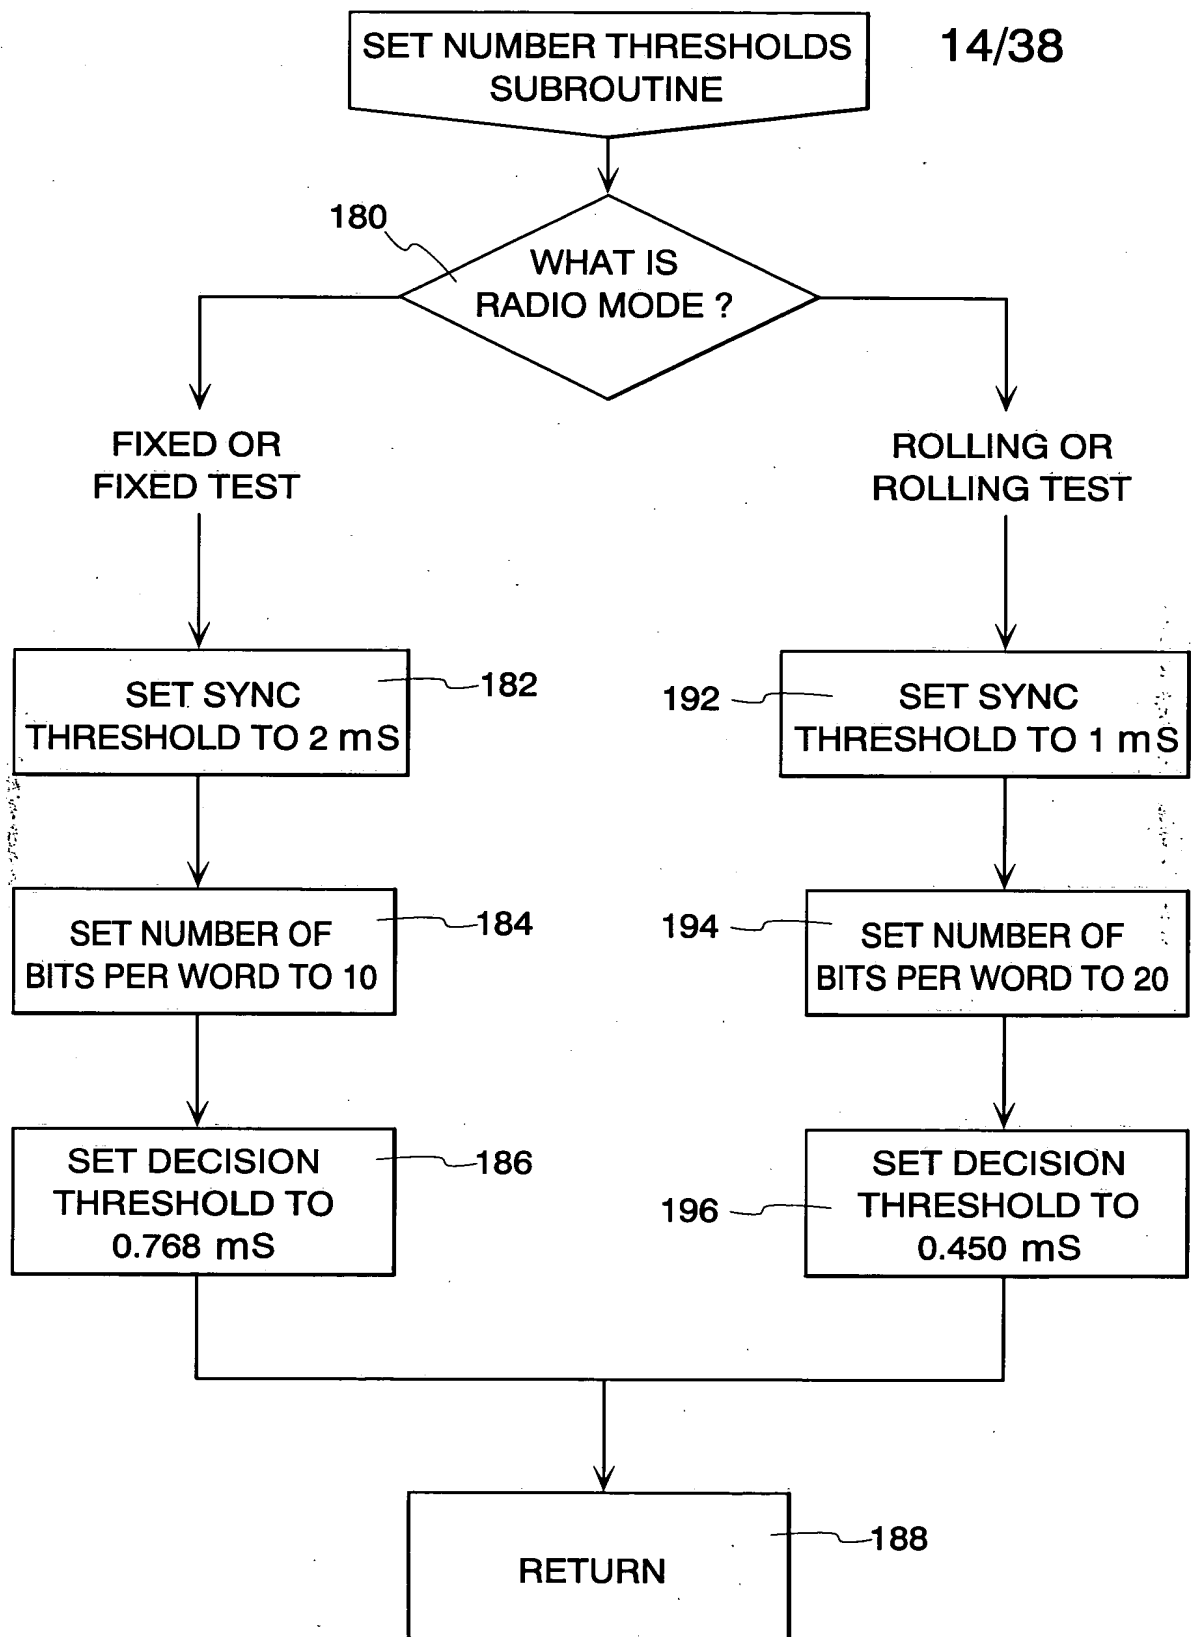 SET NUMBER THRESHOLDS
SUBROUTINE
14/38
180
WHAT IS
RADIO MODE ?
FIXED OR
FIXED TEST
ROLLING OR
ROLLING TEST
SET SYNC
THRESHOLD TO 2 mS
182
192
SET SYNC
THRESHOLD TO 1 mS
SET NUMBER OF
BITS PER WORD TO 10
184
194
SET NUMBER OF
BITS PER WORD TO 20
SET DECISION
THRESHOLD TO
0.768 mS
186
196
SET DECISION
THRESHOLD TO
0.450 mS
RETURN
188